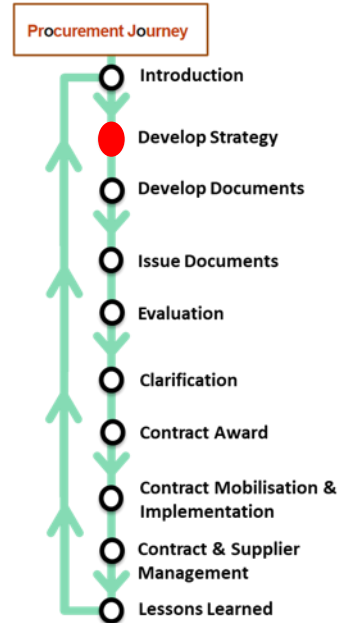 Procurement Journey
Introduction
Develop Strategy
Develop Documents
Issue Documents
Evaluation
Clarification
Contract Award
Contract Mobilisation &
Implementation
Contract & Supplier
Management
Lessons Learned